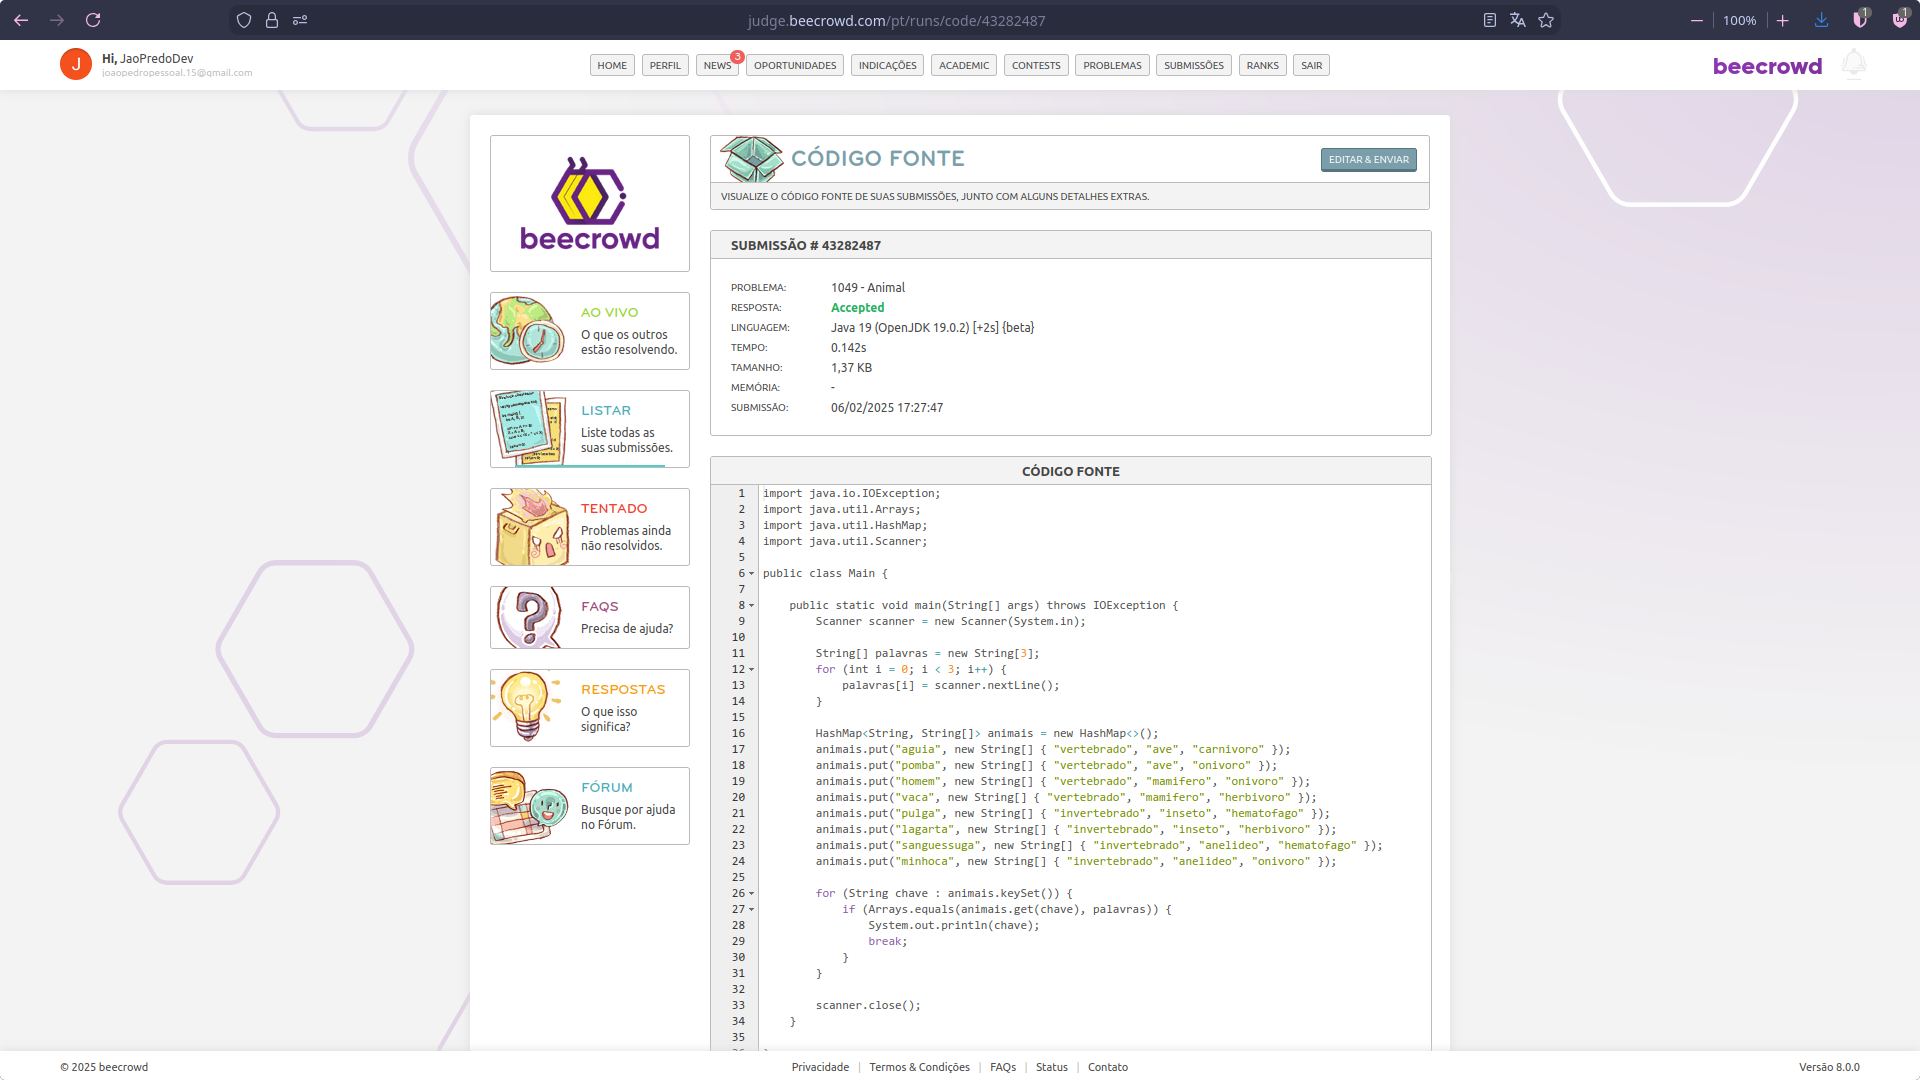 judge.beecrowd.com/pt/runs/code/43282487
100%
1
1
J
Hi, JaoPredoDev
joaopedropessoal.15@gmail.com
HOME
PERFIL
NEWS
3
OPORTUNIDADES
INDICAÇÕES
ACADEMIC
CONTESTS
PROBLEMAS
SUBMISSÕES
RANKS
SAIR
beecrowd
beecrowd
AO VIVO
O que os outros
estão resolvendo.
LISTAR
Liste todas as
suas submissões.
TENTADO
Problemas ainda
não resolvidos.
FAQS
Precisa de ajuda?
RESPOSTAS
O que isso
significa?
FÓRUM
Busque por ajuda
no Fórum.
CÓDIGO FONTE
EDITAR & ENVIAR
VISUALIZE O CÓDIGO FONTE DE SUAS SUBMISSÕES, JUNTO COM ALGUNS DETALHES EXTRAS.
SUBMISSÃO # 43282487
PROBLEMA: 1049 - Animal
RESPOSTA: Accepted
LINGUAGEM: Java 19 (OpenJDK 19.0.2) [+2s] {beta}
TEMPO: 0.142s
TAMANHO: 1,37 KB
MEMÓRIA: -
SUBMISSÃO: 06/02/2025 17:27:47
CÓDIGO FONTE
1 import java.io.IOException;
2 import java.util.Arrays;
3 import java.util.HashMap;
4 import java.util.Scanner;
5
6 public class Main {
7
8     public static void main(String[] args) throws IOException {
9         Scanner scanner = new Scanner(System.in);
10
11         String[] palavras = new String[3];
12         for (int i = 0; i < 3; i++) {
13             palavras[i] = scanner.nextLine();
14         }
15
16         HashMap<String, String[]> animais = new HashMap<>();
17         animais.put("aguia", new String[] { "vertebrado", "ave", "carnivoro" });
18         animais.put("pomba", new String[] { "vertebrado", "ave", "onivoro" });
19         animais.put("homem", new String[] { "vertebrado", "mamifero", "onivoro" });
20         animais.put("vaca", new String[] { "vertebrado", "mamifero", "herbivoro" });
21         animais.put("pulga", new String[] { "invertebrado", "inseto", "hematofago" });
22         animais.put("lagarta", new String[] { "invertebrado", "inseto", "herbivoro" });
23         animais.put("sanguessuga", new String[] { "invertebrado", "anelideo", "hematofago" });
24         animais.put("minhoca", new String[] { "invertebrado", "anelideo", "onivoro" });
25
26         for (String chave : animais.keySet()) {
27             if (Arrays.equals(animais.get(chave), palavras)) {
28                 System.out.println(chave);
29                 break;
30             }
31         }
32
33         scanner.close();
34     }
35
© 2025 beecrowd
Privacidade | Termos & Condições | FAQs | Status | Contato
Versão 8.0.0